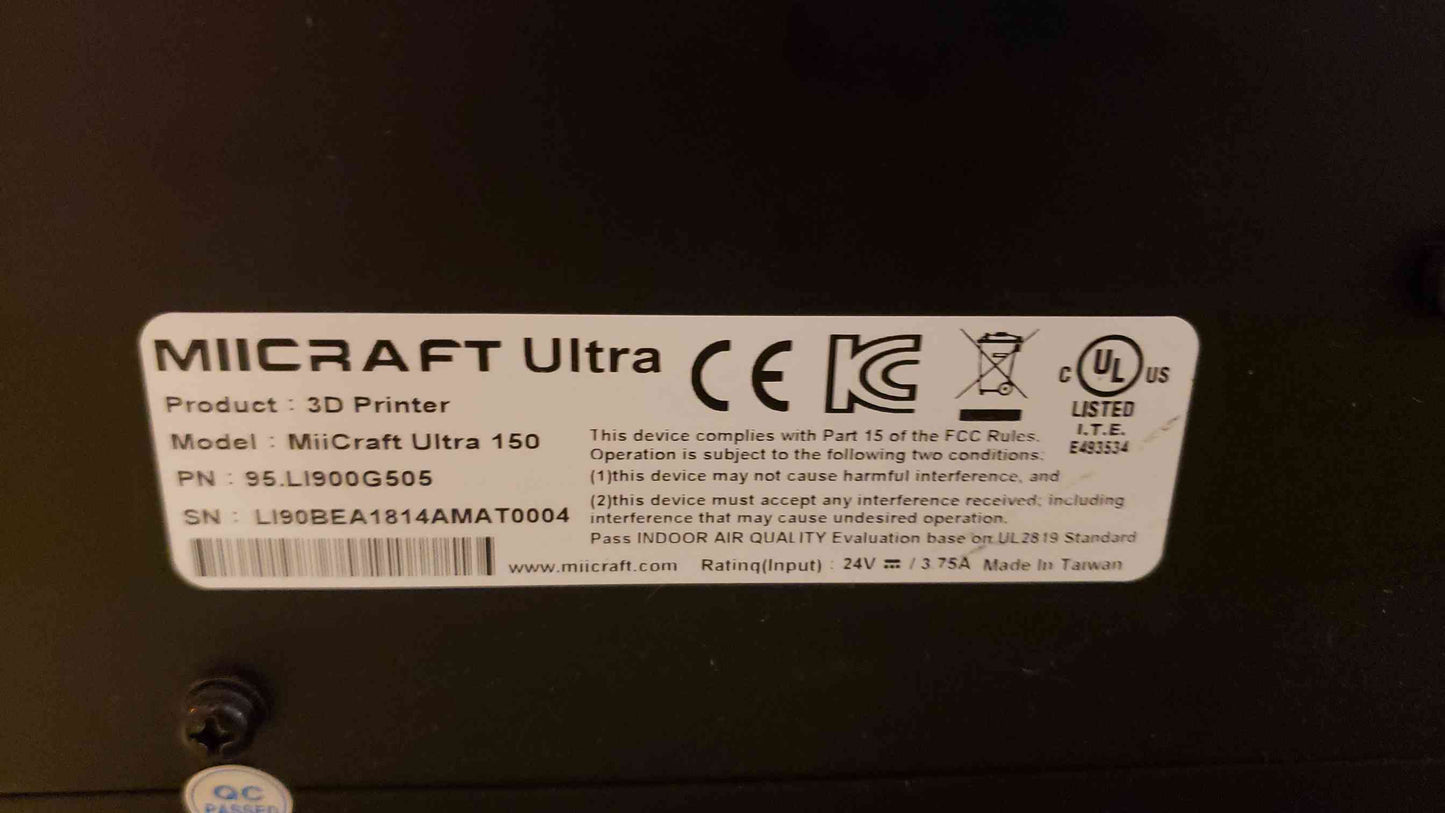 MIICRAFT Ultra
Product : 3D Printer
Model : MiiCraft Ultra 150
PN : 95.LI900G505
SN : LI90BEA1814AMAT0004
CE
KC
C UL US
LISTED
I.T.E.
E493534
This device complies with Part 15 of the FCC Rules.
Operation is subject to the following two conditions:
(1)this device may not cause harmful interference, and
(2)this device must accept any interference received, including
interference that may cause undesired operation.
Pass INDOOR AIR QUALITY Evaluation base on UL2819 Standard
www.miicraft.com Rating(Input) : 24V ⎓ / 3.75A Made In Taiwan
QC
PASSED